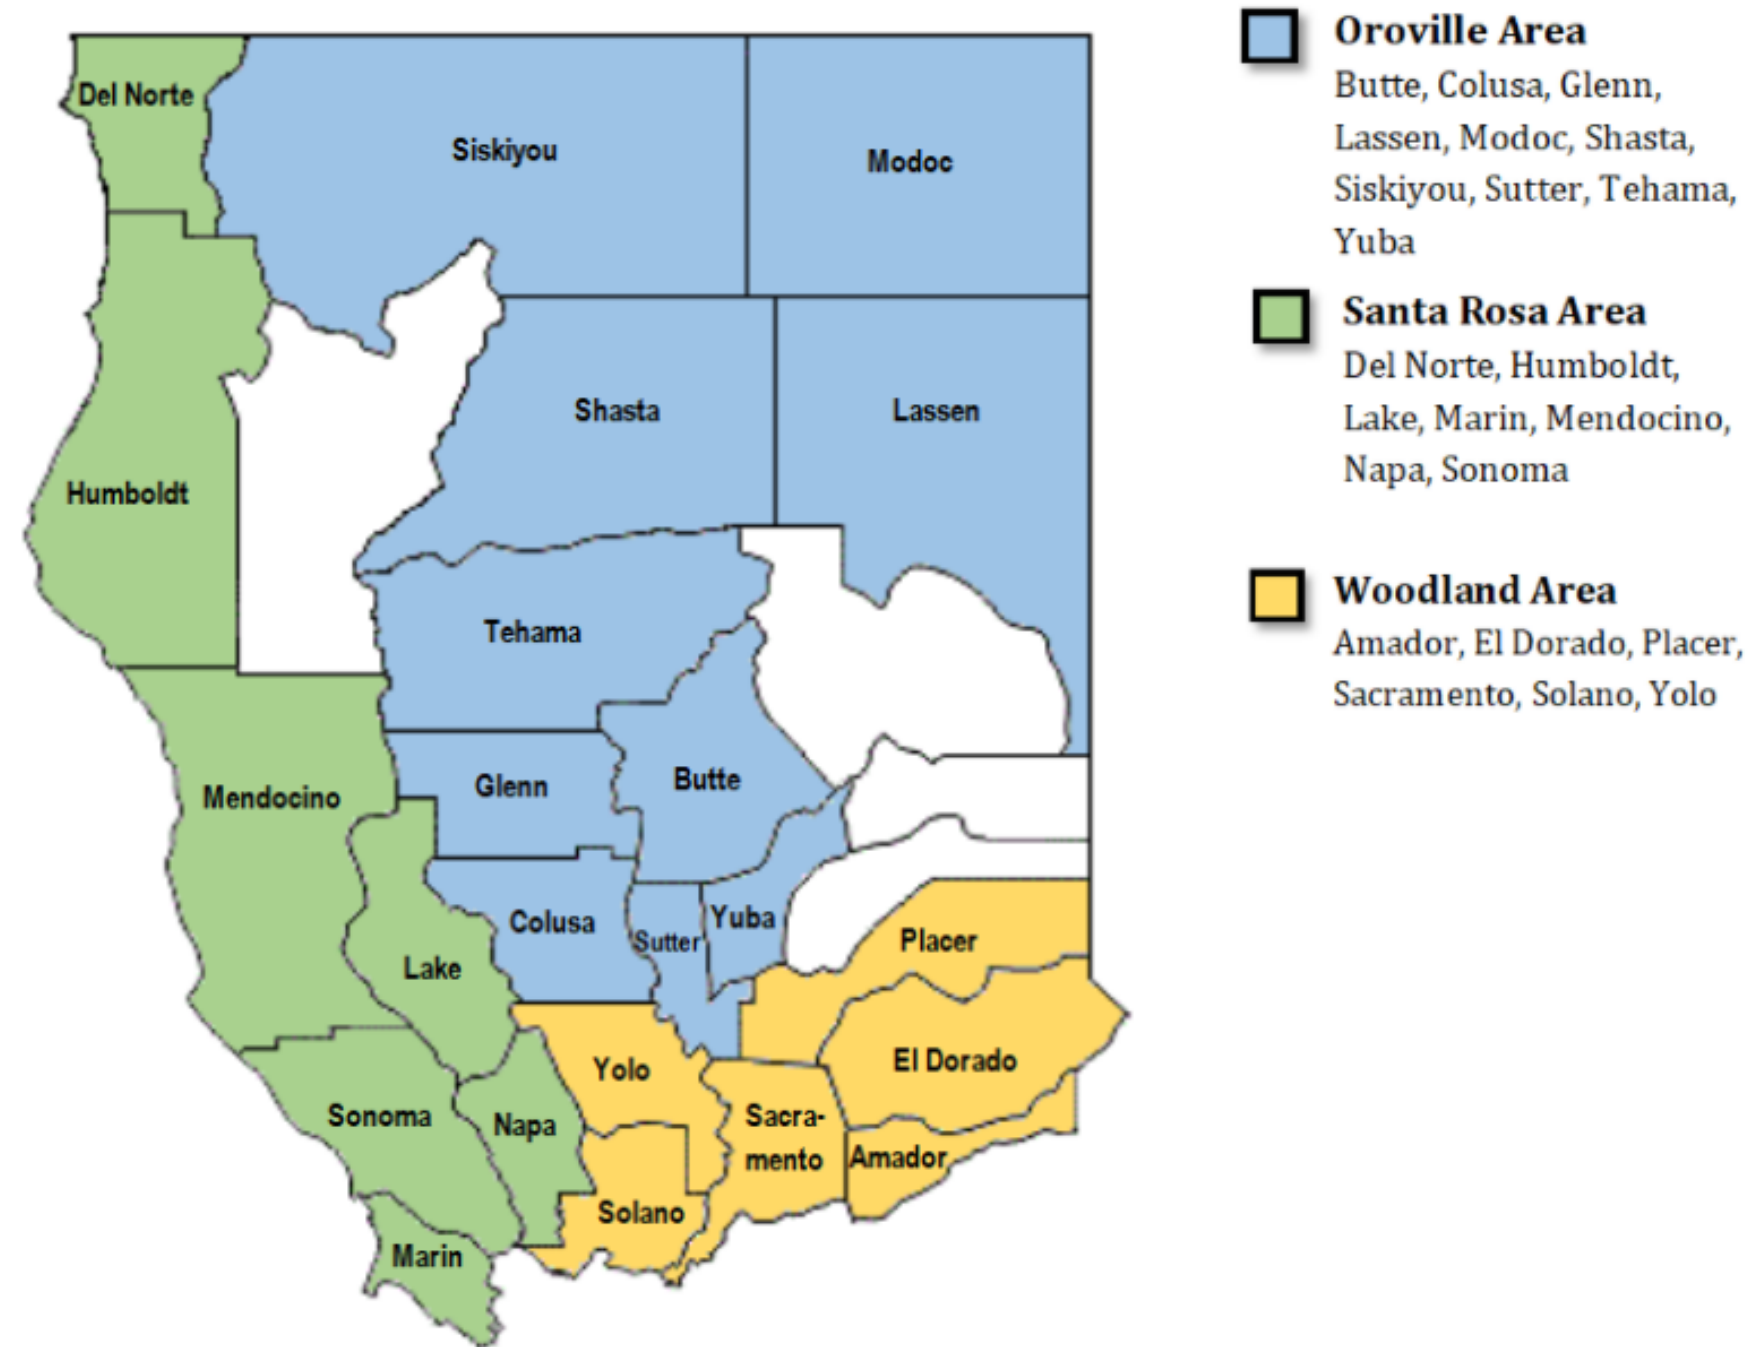 Del Norte
Siskiyou
Modoc
Shasta
Lassen
Humboldt
Tehama
Glenn
Butte
Mendocino
Colusa
Sutter
Yuba
Lake
Placer
Yolo
El Dorado
Sonoma
Napa
Sacra-
mento
Amador
Solano
Marin
Oroville Area
Butte, Colusa, Glenn,
Lassen, Modoc, Shasta,
Siskiyou, Sutter, Tehama,
Yuba
Santa Rosa Area
Del Norte, Humboldt,
Lake, Marin, Mendocino,
Napa, Sonoma
Woodland Area
Amador, El Dorado, Placer,
Sacramento, Solano, Yolo